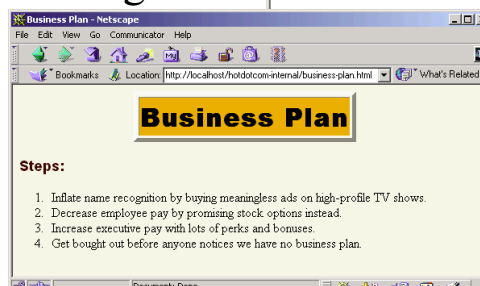 Business Plan - Netscape
File Edit View Go Communicator Help
Bookmarks Location: http://localhost/hotdotcom-internal/business-plan.html What's Related
Business Plan
Steps:
1. Inflate name recognition by buying meaningless ads on high-profile TV shows.
2. Decrease employee pay by promising stock options instead.
3. Increase executive pay with lots of perks and bonuses.
4. Get bought out before anyone notices we have no business plan.
Document: Done